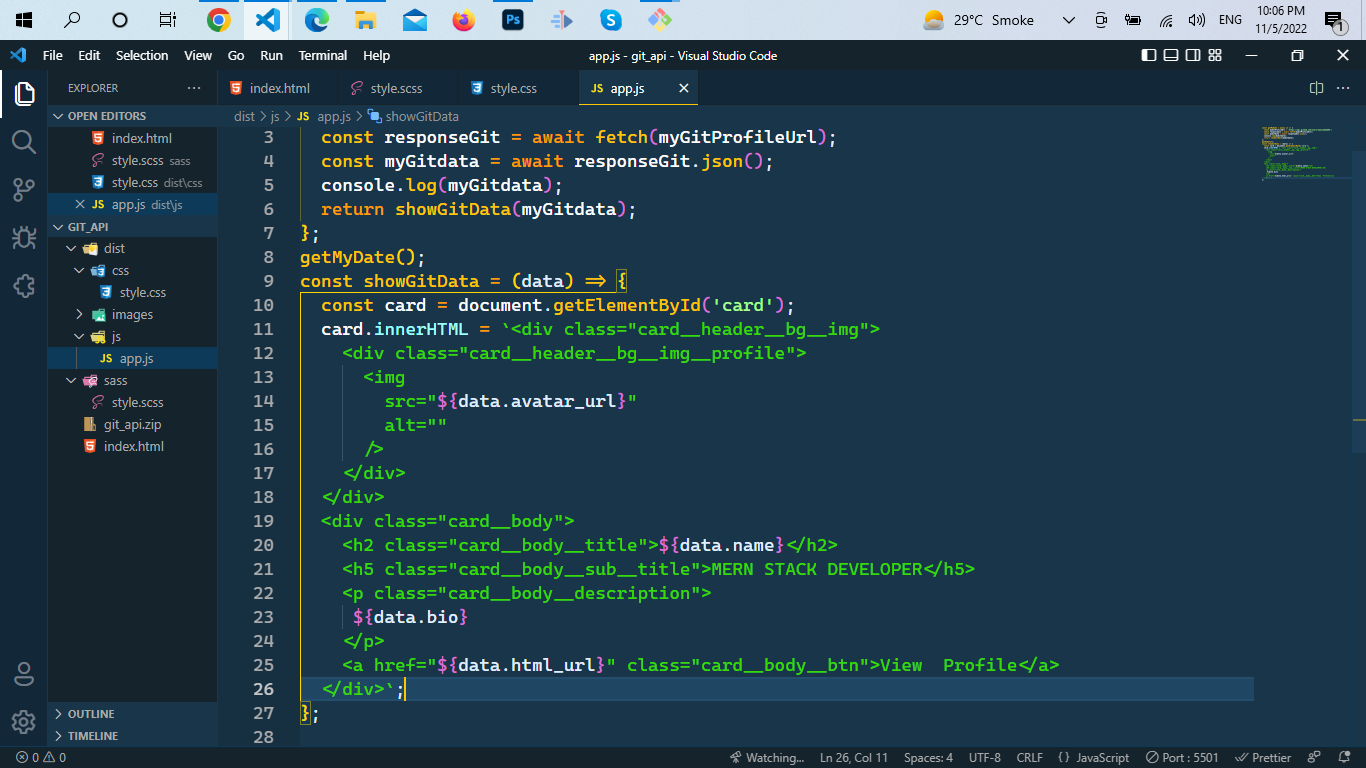 29°C Smoke
ENG
10:06 PM
11/5/2022
1
Ps
S
File Edit Selection View Go Run Terminal Help
app.js - git_api - Visual Studio Code
EXPLORER
OPEN EDITORS
index.html
style.scss sass
style.css dist\css
JS app.js dist\js
GIT_API
dist
css
style.css
images
js
JS app.js
sass
style.scss
git_api.zip
index.html
OUTLINE
TIMELINE
index.html style.scss style.css JS app.js
dist > js > JS app.js > showGitData
3 const responseGit = await fetch(myGitProfileUrl);
4 const myGitdata = await responseGit.json();
5 console.log(myGitdata);
6 return showGitData(myGitdata);
7 };
8 getMyDate();
9 const showGitData = (data) => {
10 const card = document.getElementById('card');
11 card.innerHTML = `<div class="card__header__bg__img">
12 <div class="card__header__bg__img__profile">
13 <img
14 src="${data.avatar_url}"
15 alt=""
16 />
17 </div>
18 </div>
19 <div class="card__body">
20 <h2 class="card__body__title">${data.name}</h2>
21 <h5 class="card__body__sub__title">MERN STACK DEVELOPER</h5>
22 <p class="card__body__description">
23 ${data.bio}
24 </p>
25 <a href="${data.html_url}" class="card__body__btn">View  Profile</a>
26 </div>`;
27 };
28
0 0
Watching... Ln 26, Col 11 Spaces: 4 UTF-8 CRLF {} JavaScript Port : 5501 Prettier